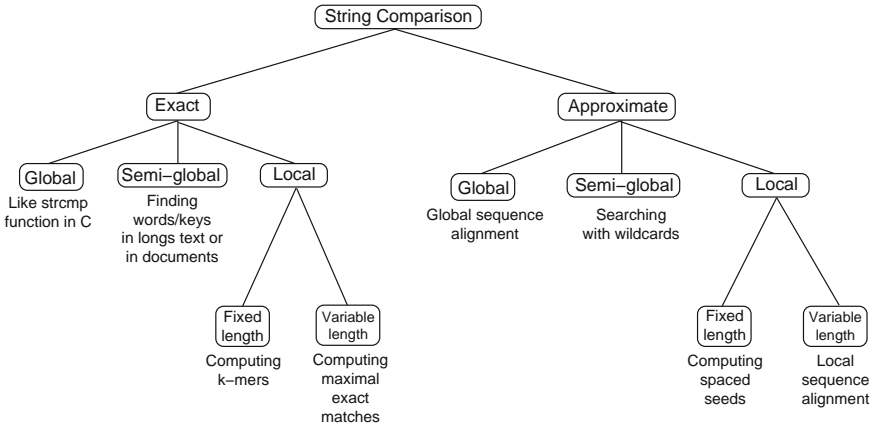 String Comparison
Exact
Approximate
Global
Like strcmp
function in C
Semi−global
Finding
words/keys
in longs text or
in documents
Local
Global
Global sequence
alignment
Semi−global
Searching
with wildcards
Local
Fixed
length
Computing
k−mers
Variable
length
Computing
maximal
exact
matches
Fixed
length
Computing
spaced
seeds
Variable
length
Local
sequence
alignment